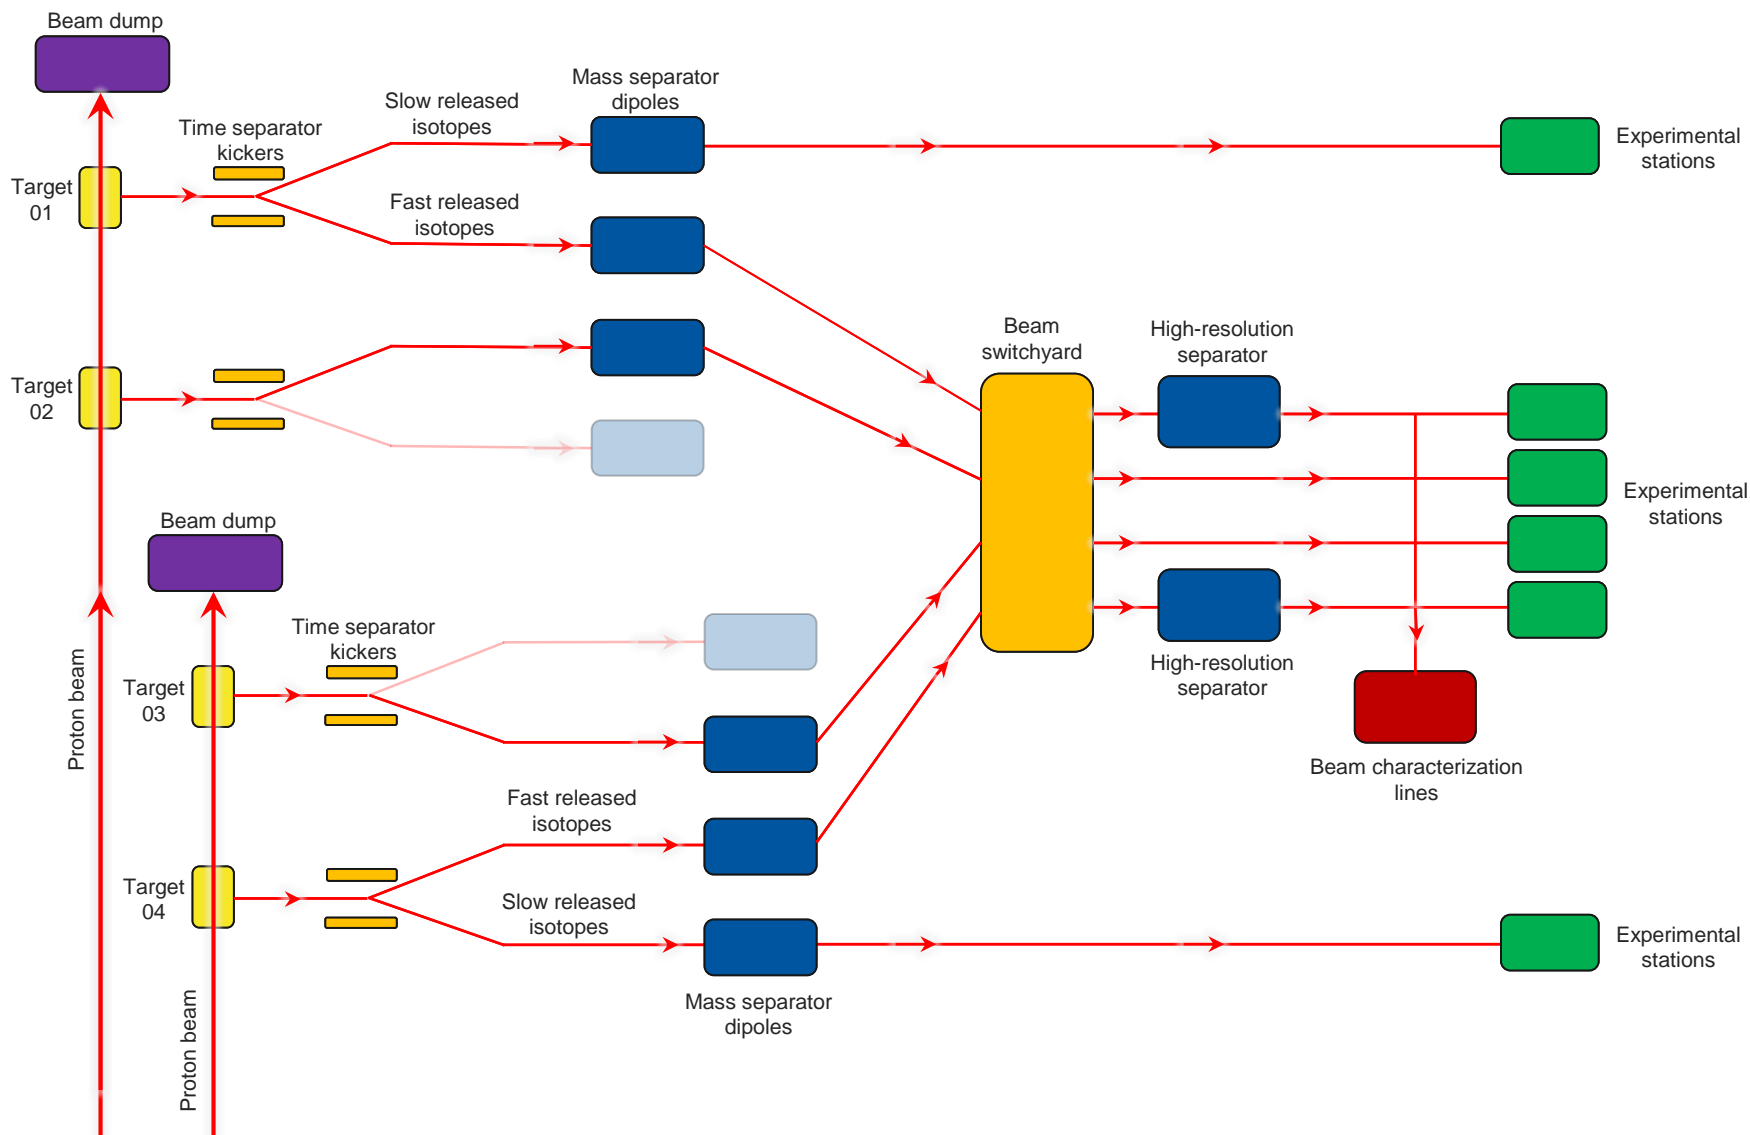 Beam dump
Mass separator
dipoles
Slow released
isotopes
Time separator
kickers
Experimental
stations
Target
01
Fast released
isotopes
Beam
switchyard
High-resolution
separator
Target
02
Experimental
stations
Beam dump
Time separator
kickers
High-resolution
separator
Target
03
Proton beam
Beam characterization
lines
Fast released
isotopes
Target
04
Slow released
isotopes
Experimental
stations
Mass separator
dipoles
Proton beam